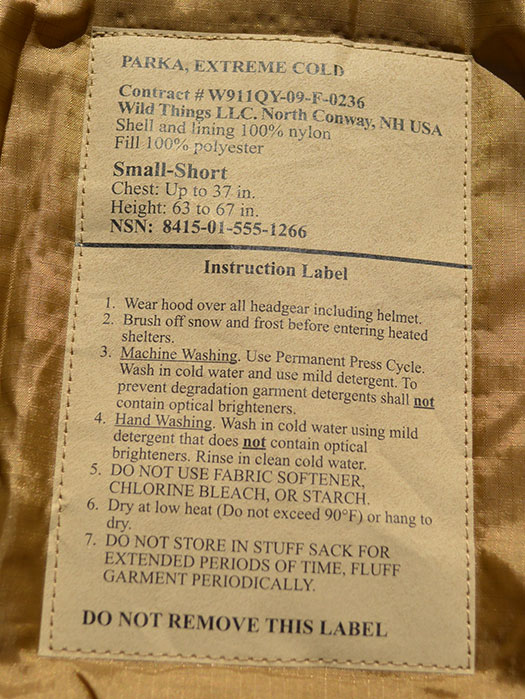 PARKA, EXTREME COLD
Contract # W911QY-09-F-0236
Wild Things LLC. North Conway, NH USA
Shell and lining 100% nylon
Fill 100% polyester
Small-Short
Chest: Up to 37 in.
Height: 63 to 67 in.
NSN: 8415-01-555-1266
Instruction Label
1. Wear hood over all headgear including helmet.
2. Brush off snow and frost before entering heated
shelters.
3. Machine Washing. Use Permanent Press Cycle.
Wash in cold water and use mild detergent. To
prevent degradation garment detergents shall not
contain optical brighteners.
4. Hand Washing. Wash in cold water using mild
detergent that does not contain optical
brighteners. Rinse in clean cold water.
5. DO NOT USE FABRIC SOFTENER,
CHLORINE BLEACH, OR STARCH.
6. Dry at low heat (Do not exceed 90°F) or hang to
dry.
7. DO NOT STORE IN STUFF SACK FOR
EXTENDED PERIODS OF TIME, FLUFF
GARMENT PERIODICALLY.
DO NOT REMOVE THIS LABEL